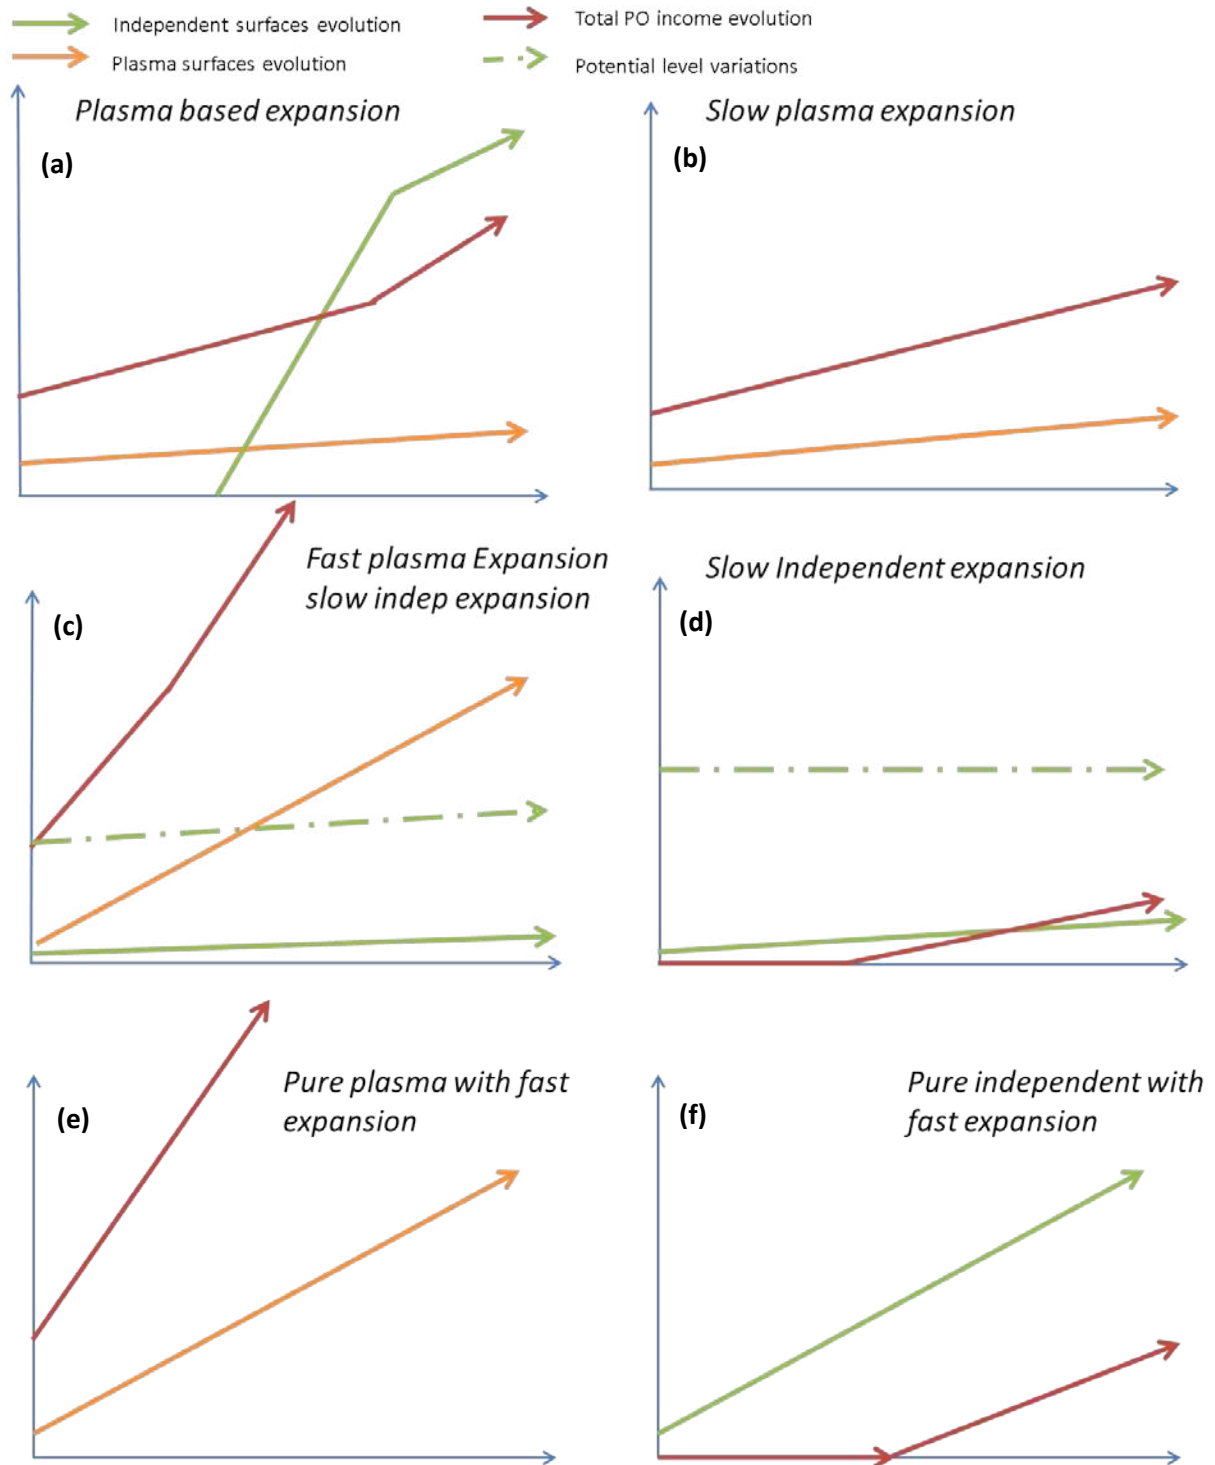 Independent surfaces evolution
Total PO income evolution
Plasma surfaces evolution
Potential level variations
Plasma based expansion
(a)
Slow plasma expansion
(b)
Fast plasma Expansion
slow indep expansion
(c)
Slow Independent expansion
(d)
Pure plasma with fast
expansion
(e)
Pure independent with
fast expansion
(f)